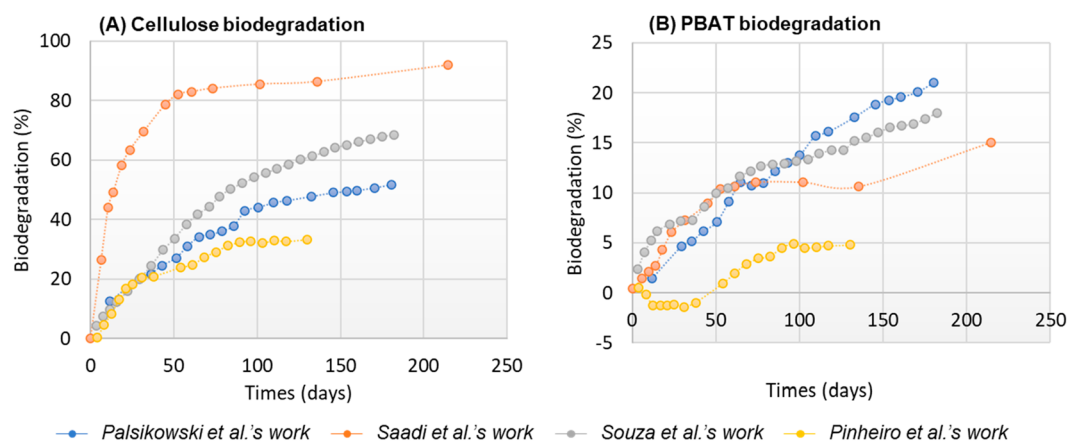 (A) Cellulose biodegradation
Biodegradation (%)
100
80
60
40
20
0
0 50 100 150 200 250
Times (days)
(B) PBAT biodegradation
Biodegradation (%)
25
20
15
10
5
0
-5
0 50 100 150 200 250
Times (days)
Palsikowski et al.'s work Saadi et al.'s work Souza et al.'s work Pinheiro et al.'s work